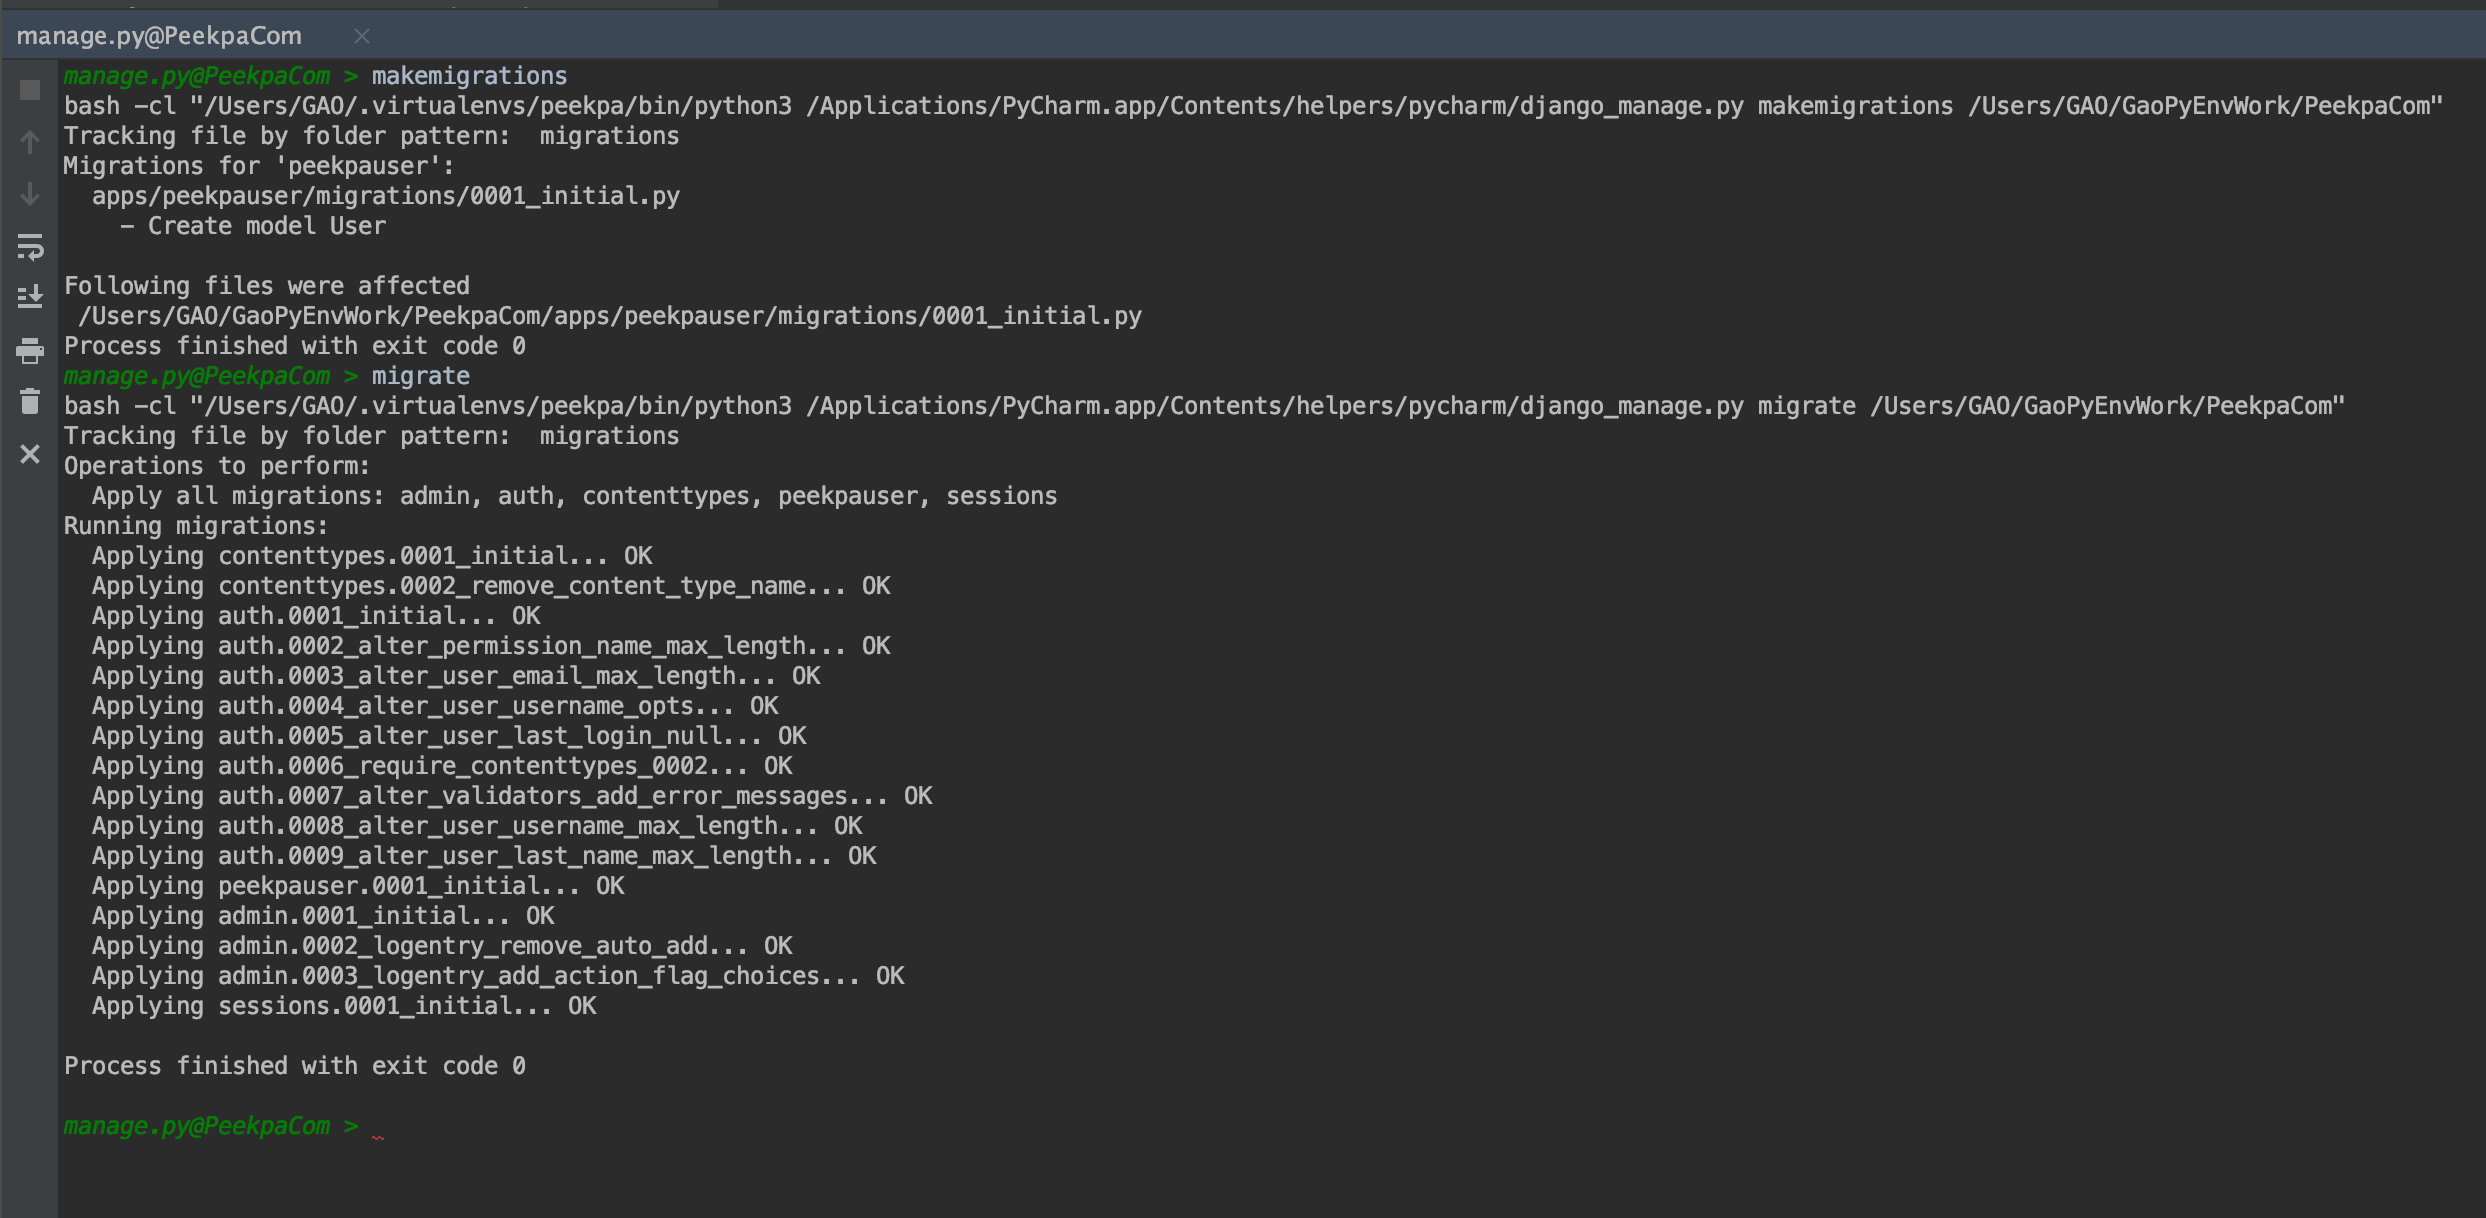 manage.py@PeekpaCom
manage.py@PeekpaCom > makemigrations
bash -cl "/Users/GAO/.virtualenvs/peekpa/bin/python3 /Applications/PyCharm.app/Contents/helpers/pycharm/django_manage.py makemigrations /Users/GAO/GaoPyEnvWork/PeekpaCom"
Tracking file by folder pattern:  migrations
Migrations for 'peekpauser':
  apps/peekpauser/migrations/0001_initial.py
    - Create model User
Following files were affected
 /Users/GAO/GaoPyEnvWork/PeekpaCom/apps/peekpauser/migrations/0001_initial.py
Process finished with exit code 0
manage.py@PeekpaCom > migrate
bash -cl "/Users/GAO/.virtualenvs/peekpa/bin/python3 /Applications/PyCharm.app/Contents/helpers/pycharm/django_manage.py migrate /Users/GAO/GaoPyEnvWork/PeekpaCom"
Tracking file by folder pattern:  migrations
Operations to perform:
  Apply all migrations: admin, auth, contenttypes, peekpauser, sessions
Running migrations:
  Applying contenttypes.0001_initial... OK
  Applying contenttypes.0002_remove_content_type_name... OK
  Applying auth.0001_initial... OK
  Applying auth.0002_alter_permission_name_max_length... OK
  Applying auth.0003_alter_user_email_max_length... OK
  Applying auth.0004_alter_user_username_opts... OK
  Applying auth.0005_alter_user_last_login_null... OK
  Applying auth.0006_require_contenttypes_0002... OK
  Applying auth.0007_alter_validators_add_error_messages... OK
  Applying auth.0008_alter_user_username_max_length... OK
  Applying auth.0009_alter_user_last_name_max_length... OK
  Applying peekpauser.0001_initial... OK
  Applying admin.0001_initial... OK
  Applying admin.0002_logentry_remove_auto_add... OK
  Applying admin.0003_logentry_add_action_flag_choices... OK
  Applying sessions.0001_initial... OK
Process finished with exit code 0
manage.py@PeekpaCom >